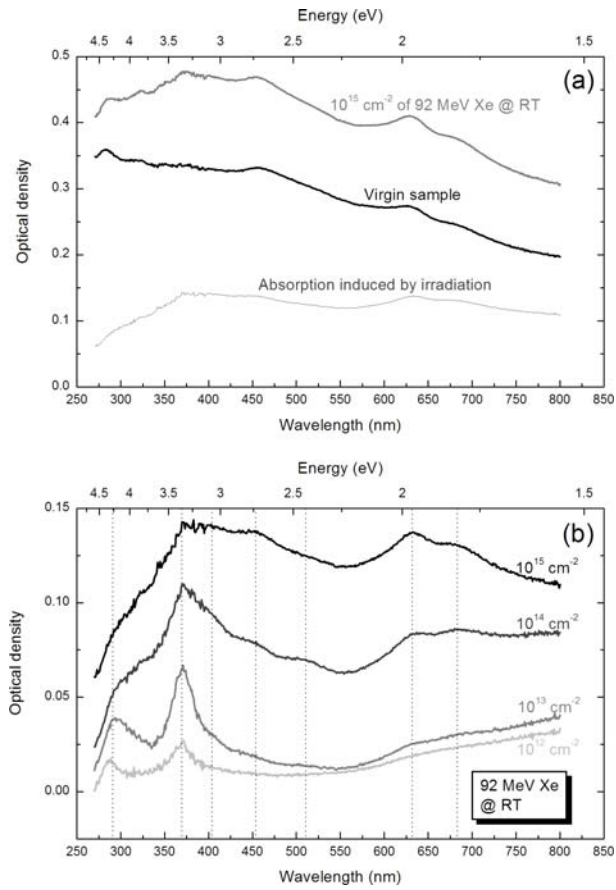 Energy (eV)
4.5 4 3.5 3 2.5 2 1.5
(a)
0.5
0.4
0.3
0.2
0.1
0.0
Optical density
10¹⁵ cm⁻² of 92 MeV Xe @ RT
Virgin sample
Absorption induced by irradiation
250 300 350 400 450 500 550 600 650 700 750 800 850
Wavelength (nm)
Energy (eV)
4.5 4 3.5 3 2.5 2 1.5
(b)
0.15
0.10
0.05
0.00
Optical density
10¹⁵ cm⁻²
10¹⁴ cm⁻²
10¹³ cm⁻²
10¹² cm⁻²
92 MeV Xe
@ RT
250 300 350 400 450 500 550 600 650 700 750 800 850
Wavelength (nm)